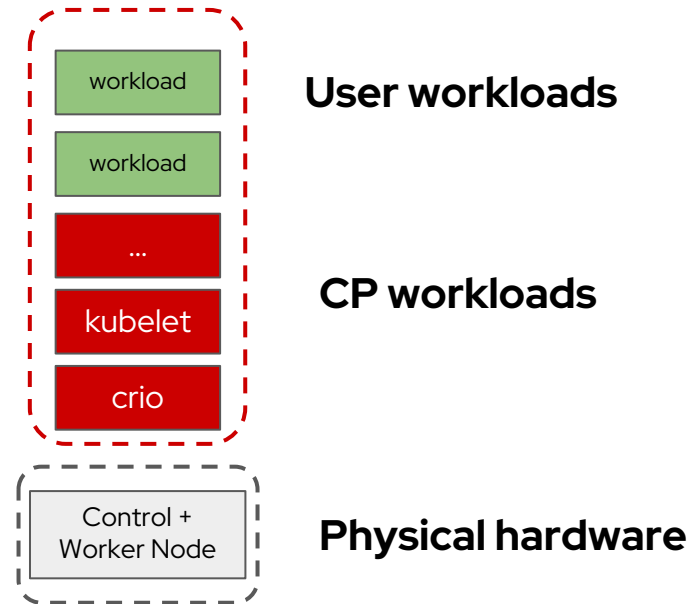 workload
User workloads
workload
...
CP workloads
kubelet
crio
Control +
Worker Node
Physical hardware